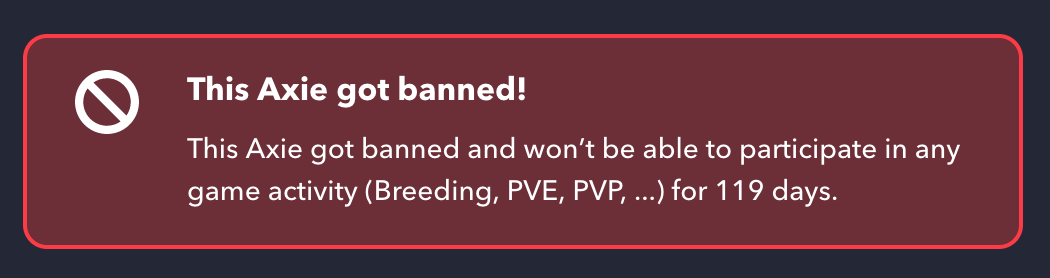 This Axie got banned!
This Axie got banned and won’t be able to participate in any
game activity (Breeding, PVE, PVP, ...) for 119 days.